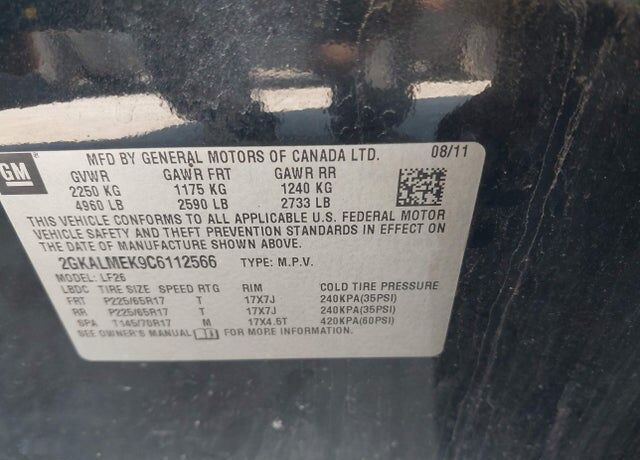 GM
MFD BY GENERAL MOTORS OF CANADA LTD. 08/11
GVWR GAWR FRT GAWR RR
2250 KG 1175 KG 1240 KG
4960 LB 2590 LB 2733 LB
THIS VEHICLE CONFORMS TO ALL APPLICABLE U.S. FEDERAL MOTOR
VEHICLE SAFETY AND THEFT PREVENTION STANDARDS IN EFFECT ON
THE DATE OF MANUFACTURE SHOWN ABOVE.
2GKALMEK9C6112566 TYPE: M.P.V.
MODEL: LF26
LBDC TIRE SIZE SPEED RTG RIM COLD TIRE PRESSURE
FRT P225/65R17 T 17X7J 240KPA(35PSI)
RR P225/65R17 T 17X7J 240KPA(35PSI)
SPA T145/70R17 M 17X4.5T 420KPA(60PSI)
SEE OWNER'S MANUAL FOR MORE INFORMATION.